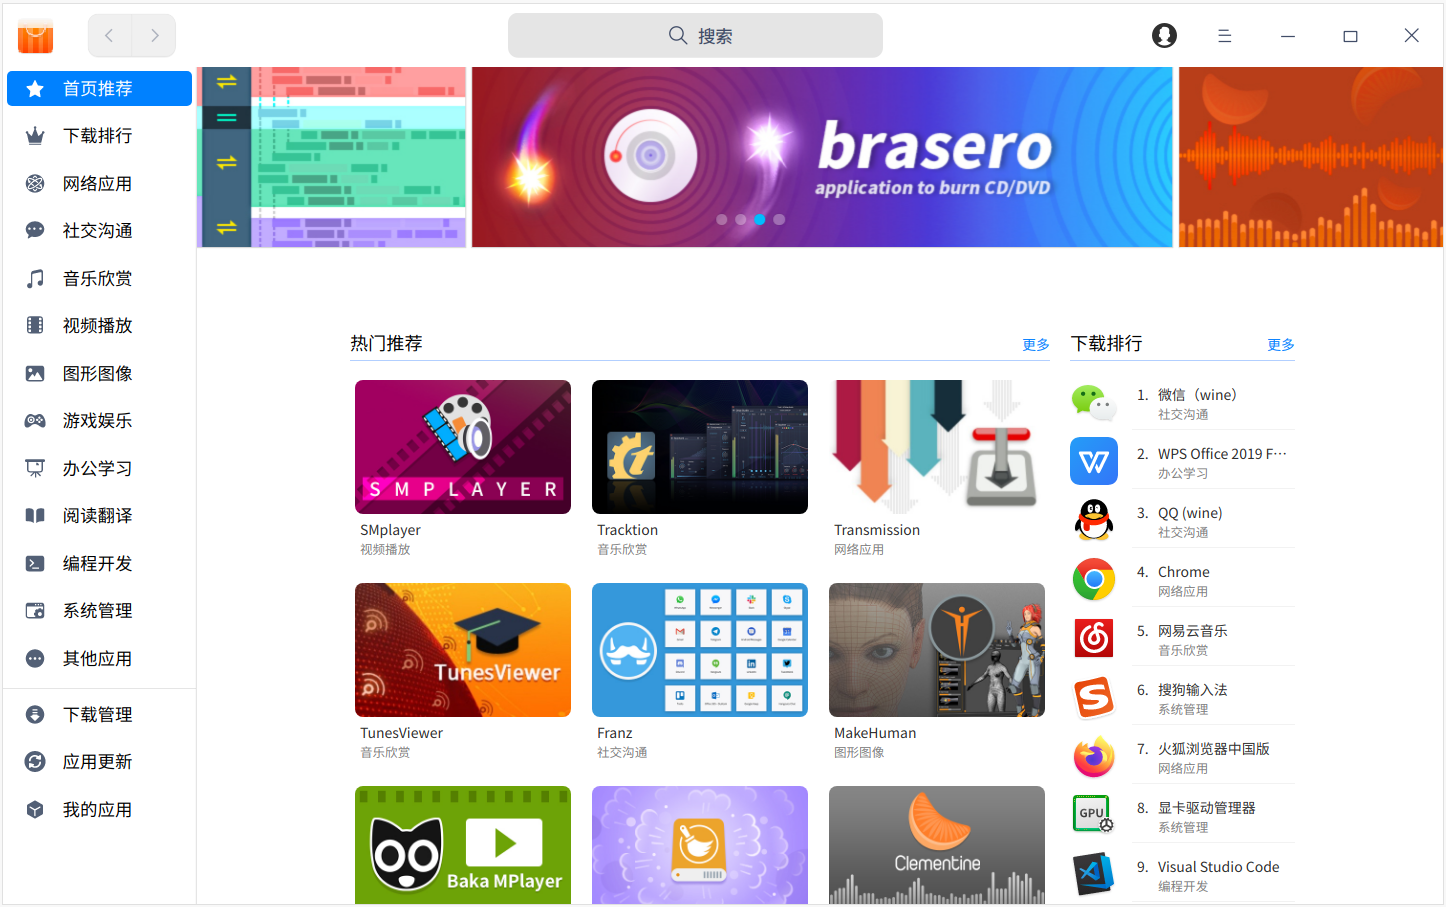 搜索
首页推荐
下载排行
网络应用
社交沟通
音乐欣赏
视频播放
图形图像
游戏娱乐
办公学习
阅读翻译
编程开发
系统管理
其他应用
下载管理
应用更新
我的应用
brasero
application to burn CD/DVD
热门推荐
更多
SMPLAYER
SMplayer
视频播放
Tracktion
音乐欣赏
Transmission
网络应用
TunesViewer
TunesViewer
音乐欣赏
Franz
社交沟通
MakeHuman
图形图像
Baka MPlayer
Clementine
下载排行
更多
1. 微信（wine）
社交沟通
2. WPS Office 2019 F…
办公学习
3. QQ (wine)
社交沟通
4. Chrome
网络应用
5. 网易云音乐
音乐欣赏
6. 搜狗输入法
系统管理
7. 火狐浏览器中国版
网络应用
GPU
8. 显卡驱动管理器
系统管理
9. Visual Studio Code
编程开发